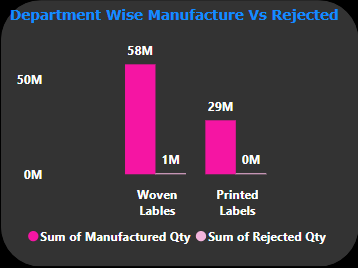 Department Wise Manufacture Vs Rejected
58M
50M
29M
1M
0M
0M
Woven
Lables
Printed
Labels
Sum of Manufactured Qty
Sum of Rejected Qty